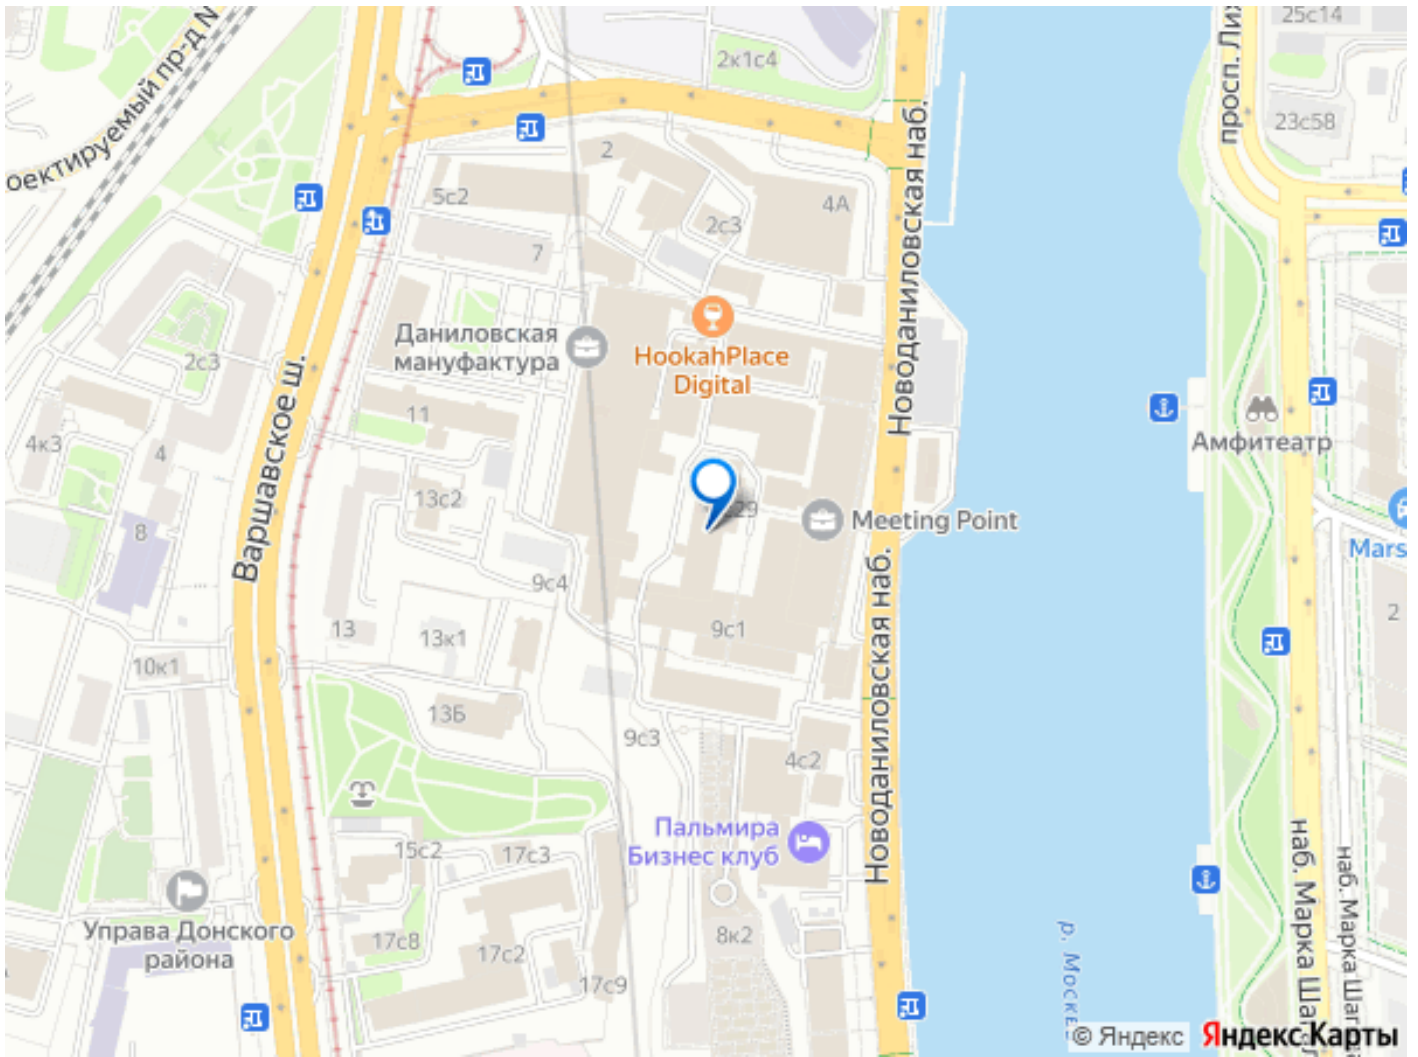 25с14
просп. Ли
2к1с4
23с58
оектируемый пр-д N
Новоданиловская наб.
2
5с2
4А
2с3
7
Даниловская
мануфактура
HookahPlace
Digital
2с3
11
Амфитеатр
4к3
4
Варшавское ш.
13с2
8
с29
Meeting Point
Mars
9с4
2
13
13к1
9с1
10к1
Новоданиловская наб.
13Б
9с3
4с2
Пальмира
Бизнес клуб
15с2
17с3
наб. Марка Шаг
наб. Марка Шаг
Управа Донского
района
17с8
17с2
8к2
17с9
р. Москв
© Яндекс
Яндекс Карты